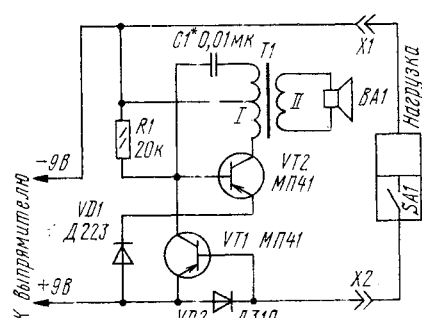 C1* 0,01мк
T1
X1
I
II
BA1
Нагрузка
R1
20к
-9В
VT2
МП41
VD1
Д223
SA1
VT1 МП41
К выпрямителю
X2
+9В
VD2
Д310